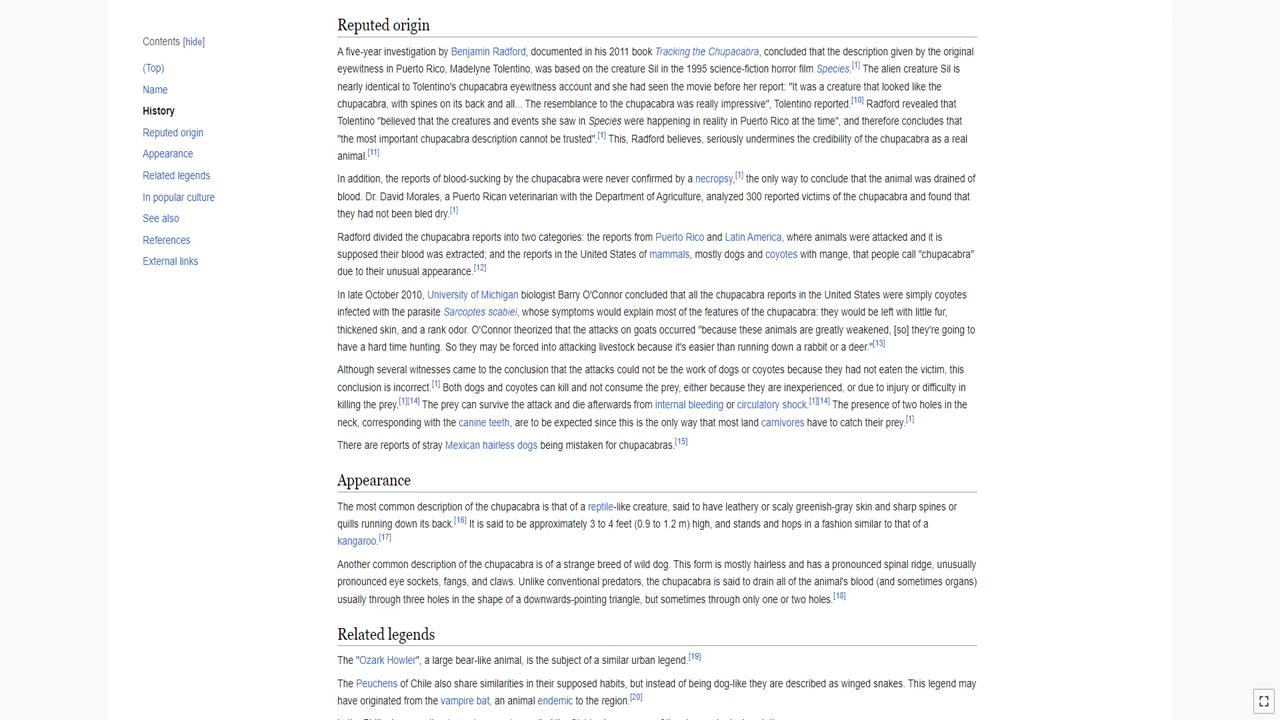 Contents [hide]
(Top)
Name
History
Reputed origin
Appearance
Related legends
In popular culture
See also
References
External links
Reputed origin
A five-year investigation by Benjamin Radford, documented in his 2011 book Tracking the Chupacabra, concluded that the description given by the original
eyewitness in Puerto Rico, Madelyne Tolentino, was based on the creature Sil in the 1995 science-fiction horror film Species.[1] The alien creature Sil is
nearly identical to Tolentino's chupacabra eyewitness account and she had seen the movie before her report: "It was a creature that looked like the
chupacabra, with spines on its back and all... The resemblance to the chupacabra was really impressive", Tolentino reported.[10] Radford revealed that
Tolentino "believed that the creatures and events she saw in Species were happening in reality in Puerto Rico at the time", and therefore concludes that
"the most important chupacabra description cannot be trusted".[1] This, Radford believes, seriously undermines the credibility of the chupacabra as a real
animal.[11]
In addition, the reports of blood-sucking by the chupacabra were never confirmed by a necropsy,[1] the only way to conclude that the animal was drained of
blood. Dr. David Morales, a Puerto Rican veterinarian with the Department of Agriculture, analyzed 300 reported victims of the chupacabra and found that
they had not been bled dry.[1]
Radford divided the chupacabra reports into two categories: the reports from Puerto Rico and Latin America, where animals were attacked and it is
supposed their blood was extracted; and the reports in the United States of mammals, mostly dogs and coyotes with mange, that people call "chupacabra"
due to their unusual appearance.[12]
In late October 2010, University of Michigan biologist Barry O'Connor concluded that all the chupacabra reports in the United States were simply coyotes
infected with the parasite Sarcoptes scabiei, whose symptoms would explain most of the features of the chupacabra: they would be left with little fur,
thickened skin, and a rank odor. O'Connor theorized that the attacks on goats occurred "because these animals are greatly weakened, [so] they're going to
have a hard time hunting. So they may be forced into attacking livestock because it's easier than running down a rabbit or a deer."[13]
Although several witnesses came to the conclusion that the attacks could not be the work of dogs or coyotes because they had not eaten the victim, this
conclusion is incorrect.[1] Both dogs and coyotes can kill and not consume the prey, either because they are inexperienced, or due to injury or difficulty in
killing the prey.[1][14] The prey can survive the attack and die afterwards from internal bleeding or circulatory shock.[1][14] The presence of two holes in the
neck, corresponding with the canine teeth, are to be expected since this is the only way that most land carnivores have to catch their prey.[1]
There are reports of stray Mexican hairless dogs being mistaken for chupacabras.[15]
Appearance
The most common description of the chupacabra is that of a reptile-like creature, said to have leathery or scaly greenish-gray skin and sharp spines or
quills running down its back.[16] It is said to be approximately 3 to 4 feet (0.9 to 1.2 m) high, and stands and hops in a fashion similar to that of a
kangaroo.[17]
Another common description of the chupacabra is of a strange breed of wild dog. This form is mostly hairless and has a pronounced spinal ridge, unusually
pronounced eye sockets, fangs, and claws. Unlike conventional predators, the chupacabra is said to drain all of the animal's blood (and sometimes organs)
usually through three holes in the shape of a downwards-pointing triangle, but sometimes through only one or two holes.[18]
Related legends
The "Ozark Howler", a large bear-like animal, is the subject of a similar urban legend.[19]
The Peuchens of Chile also share similarities in their supposed habits, but instead of being dog-like they are described as winged snakes. This legend may
have originated from the vampire bat, an animal endemic to the region.[20]